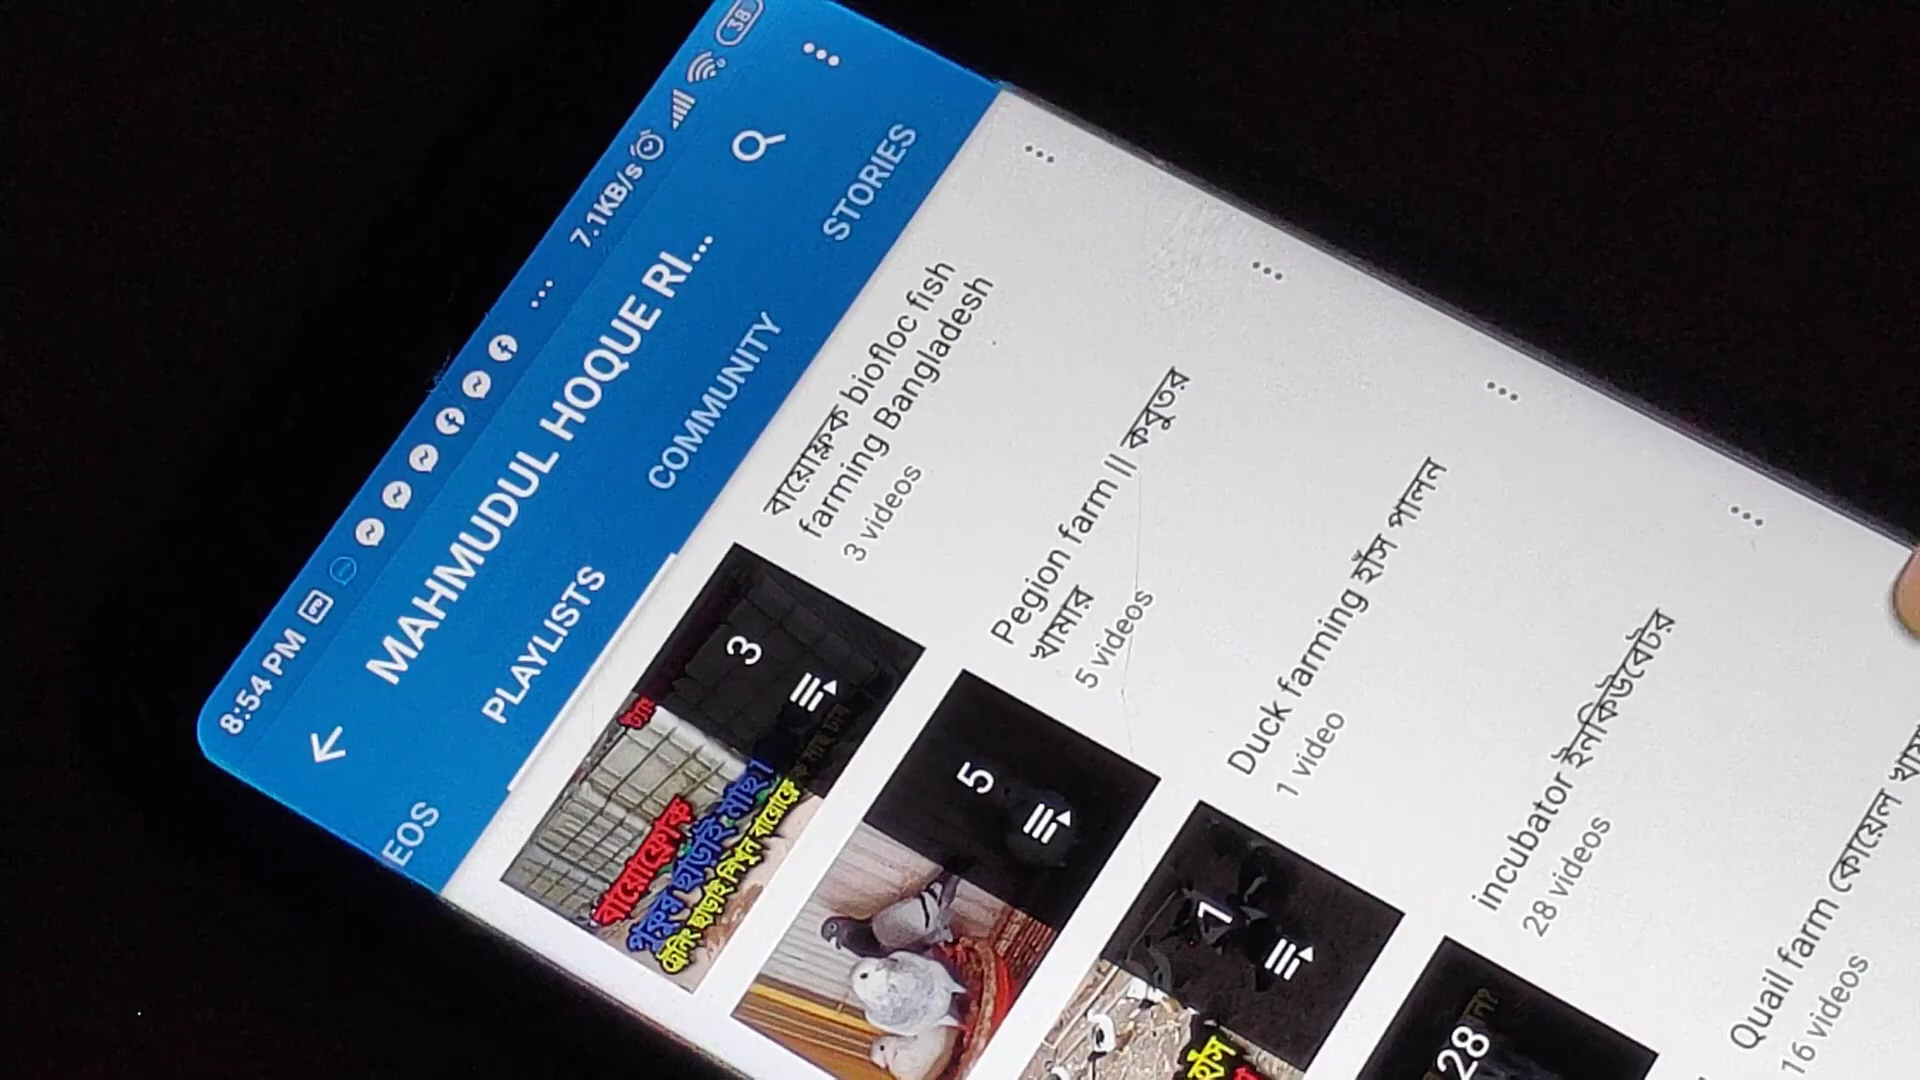 8:54 PM
7.1KB/s
38
MAHMUDUL HOQUE RI...
EOS
PLAYLISTS
COMMUNITY
STORIES
বায়োফ্লক biofloc fish
farming Bangladesh
3 videos
3
বায়োফ্লোক
পুকুর ছাড়াই মাছ।
Pegion farm || কবুতর
খামার
5 videos
5
Duck farming হাঁস পালন
1 video
1
হাঁস
incubator ইনকিউবেটর
28 videos
28
Quail farm কোয়েল
16 videos